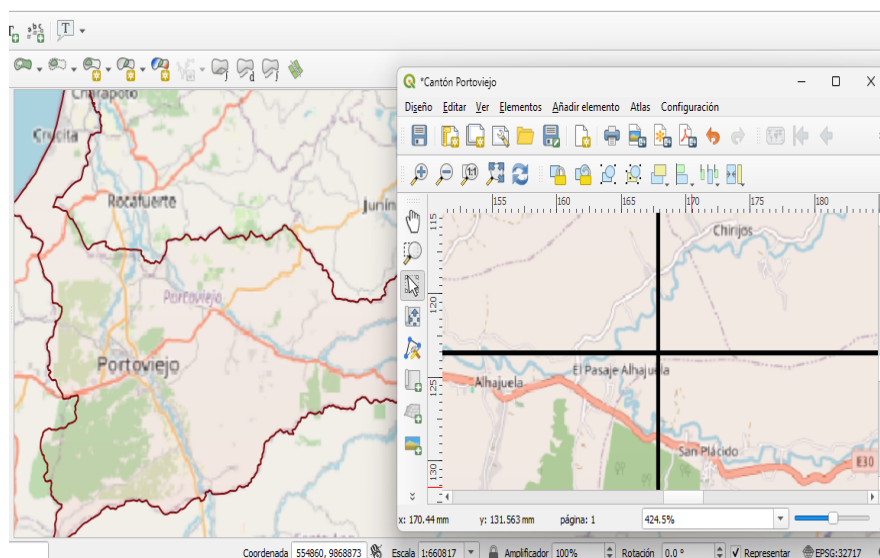 T
*Cantón Portoviejo
Diseño Editar Ver Elementos Añadir elemento Atlas Configuración
Charapoto
Crucita
Rocafuerte
Junín
Portoviejo
Portoviejo
155 160 165 170 175 180
115
120
125
130
Chirijos
El Pasaje Alhajuela
Alhajuela
San Plácido
E30
x: 170.44 mm y: 131.563 mm página: 1 424.5%
Coordenada 554860, 9868873 Escala 1:660817 Amplificador 100% Rotación 0.0 ° Representar EPSG:32717